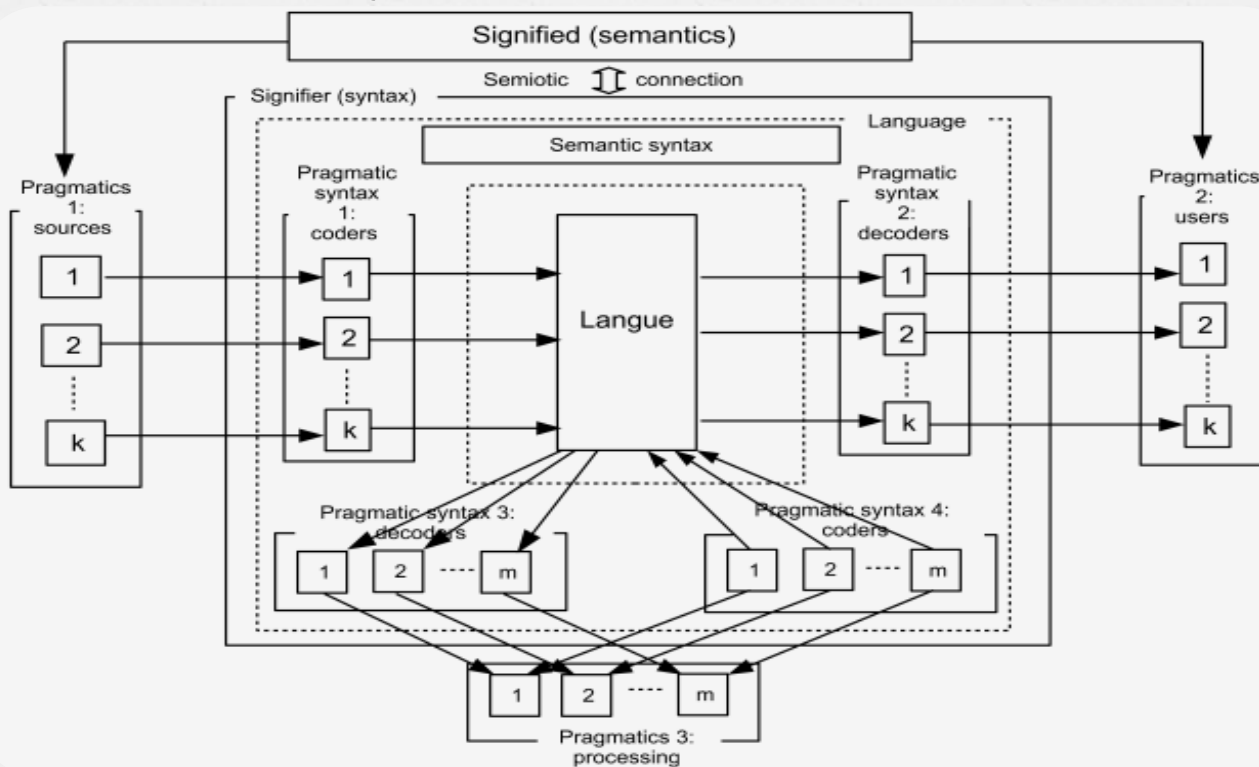 Signified (semantics)
Semiotic connection
Signifier (syntax)
Language
Semantic syntax
Pragmatics
1:
sources
1
2
k
Pragmatic
syntax
1:
coders
1
2
k
Langue
Pragmatic
syntax
2:
decoders
1
2
k
Pragmatics
2:
users
1
2
k
Pragmatic syntax 3:
decoders
1 2 m
Pragmatic syntax 4:
coders
1 2 m
1 2 m
Pragmatics 3:
processing